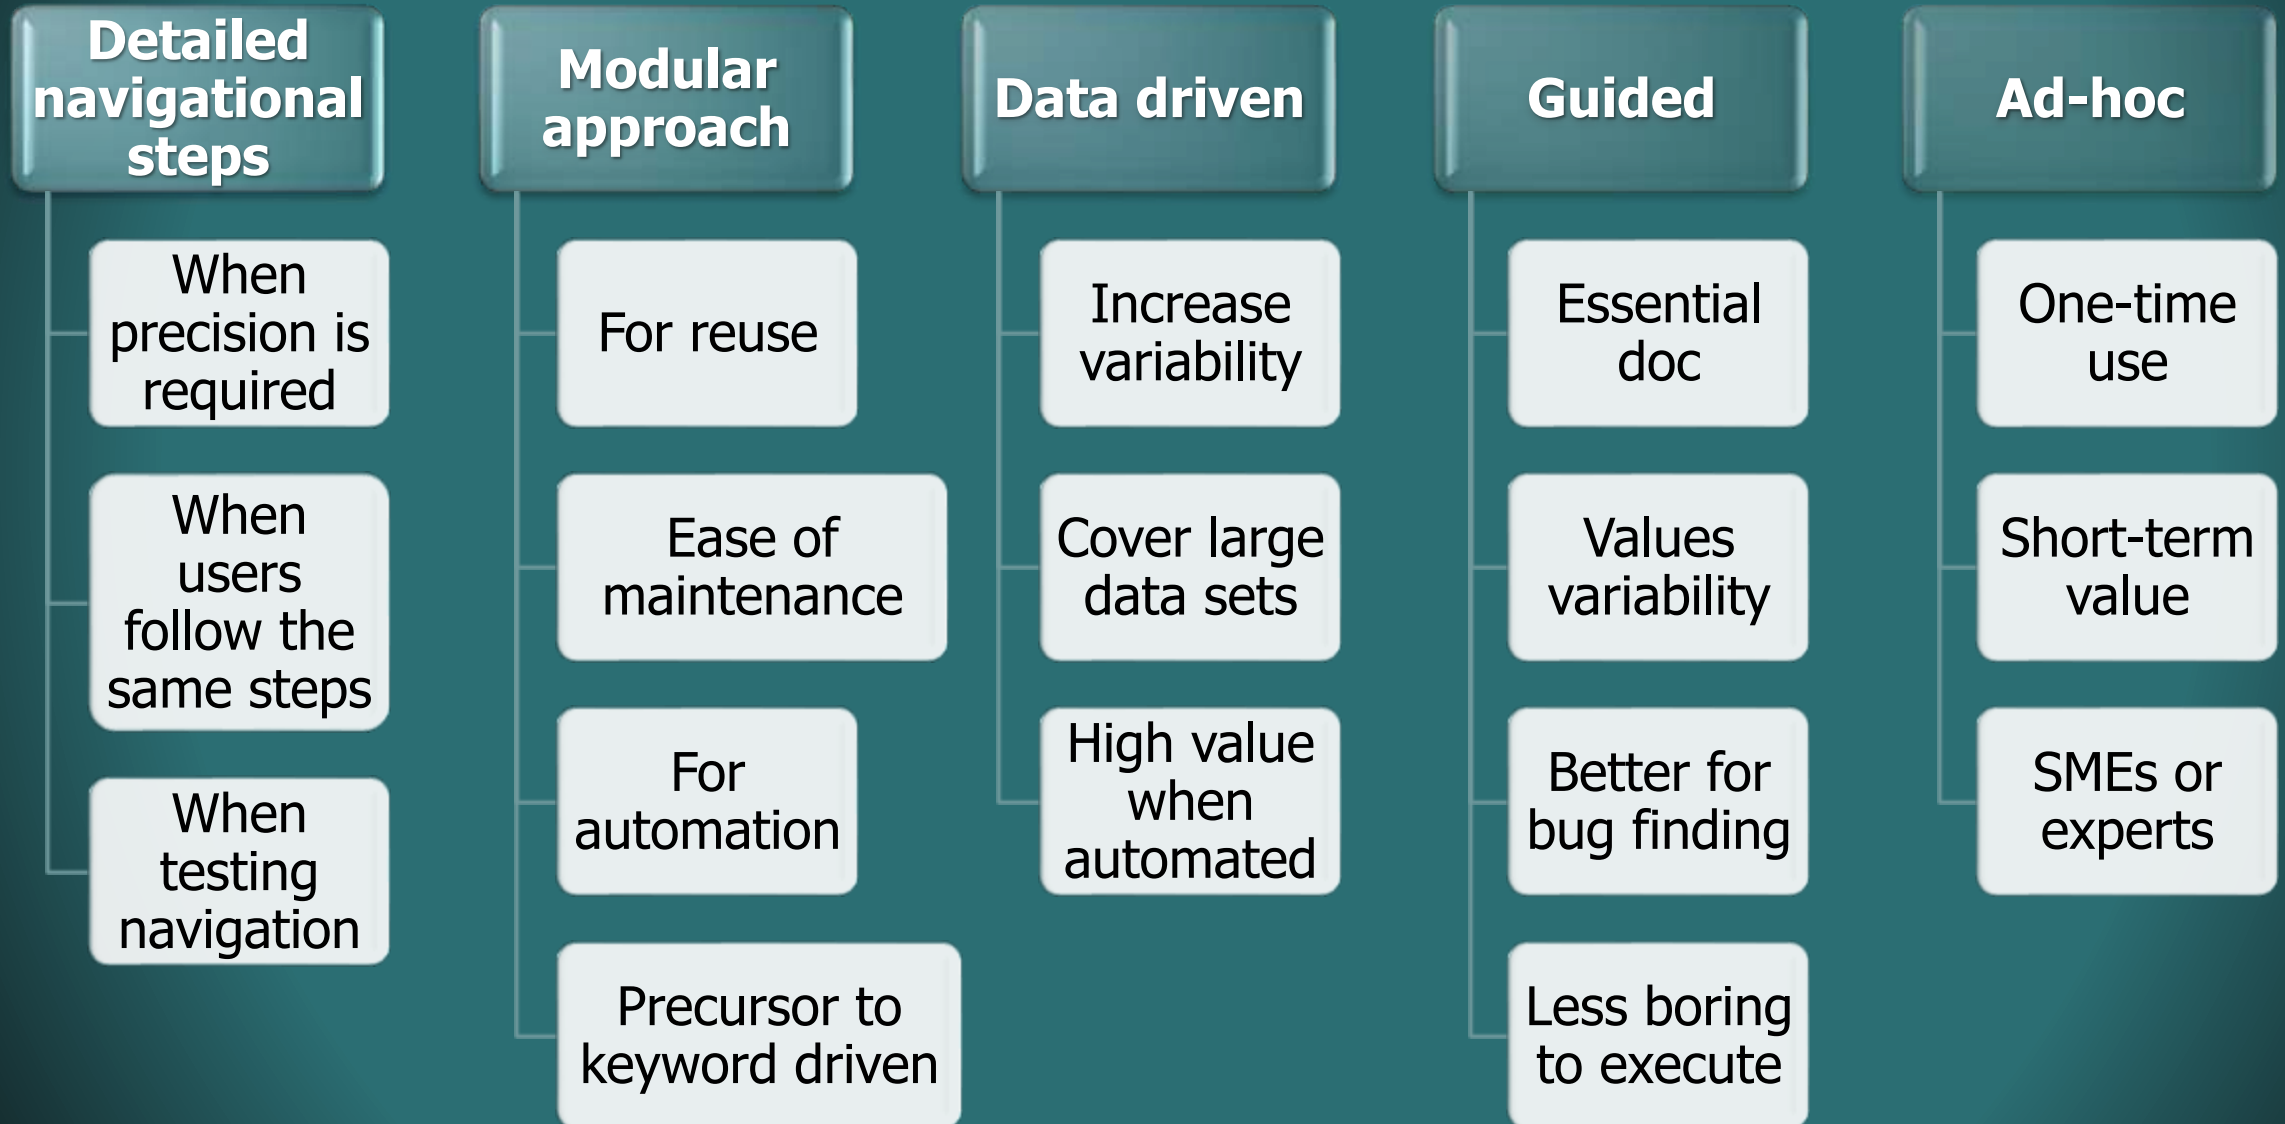 Detailed
navigational
steps
When
precision is
required
When
users
follow the
same steps
When
testing
navigation
Modular
approach
For reuse
Ease of
maintenance
For
automation
Precursor to
keyword driven
Data driven
Increase
variability
Cover large
data sets
High value
when
automated
Guided
Essential
doc
Values
variability
Better for
bug finding
Less boring
to execute
Ad-hoc
One-time
use
Short-term
value
SMEs or
experts